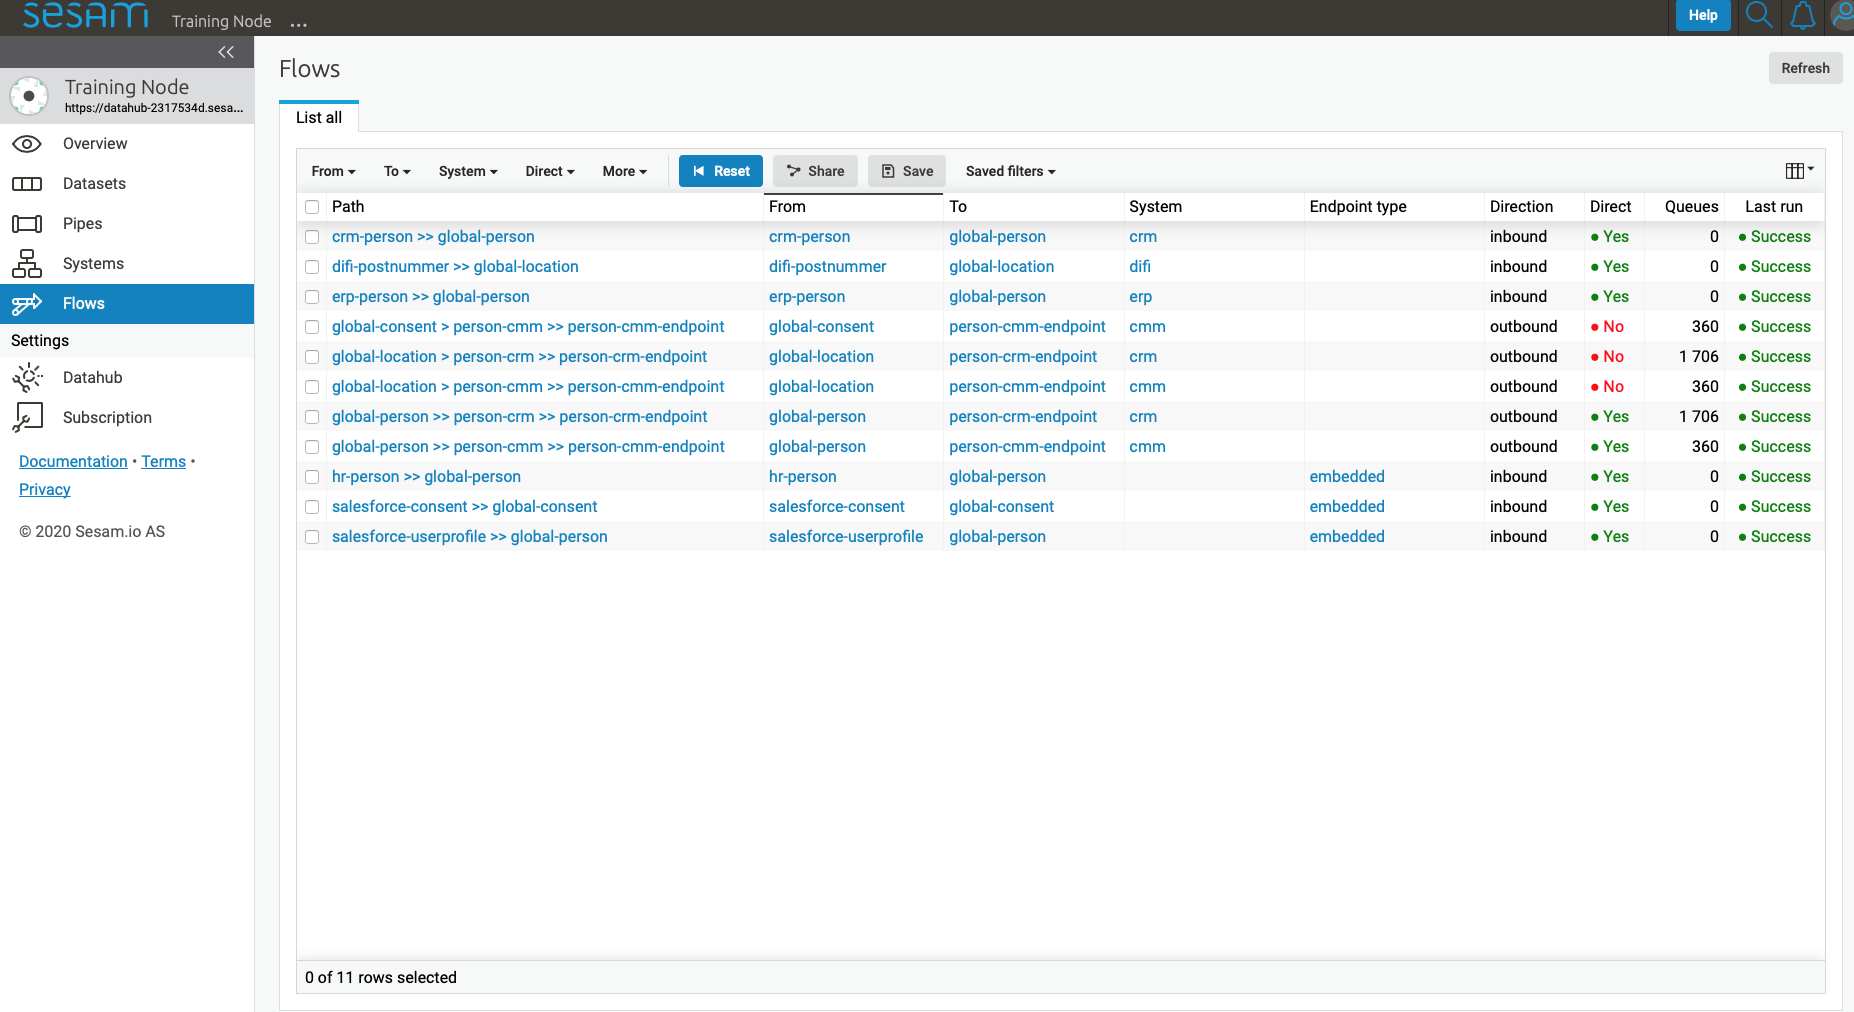 sesam Training Node ... Help
Training Node
https://datahub-2317534d.sesa...
Overview
Datasets
Pipes
Systems
Flows
Settings
Datahub
Subscription
Documentation • Terms •
Privacy
© 2020 Sesam.io AS
Flows Refresh
List all
From To System Direct More Reset Share Save Saved filters
Path From To System Endpoint type Direction Direct Queues Last run
crm-person >> global-person crm-person global-person crm inbound ● Yes 0 ● Success
difi-postnummer >> global-location difi-postnummer global-location difi inbound ● Yes 0 ● Success
erp-person >> global-person erp-person global-person erp inbound ● Yes 0 ● Success
global-consent > person-cmm >> person-cmm-endpoint global-consent person-cmm-endpoint cmm outbound ● No 360 ● Success
global-location > person-crm >> person-crm-endpoint global-location person-crm-endpoint crm outbound ● No 1 706 ● Success
global-location > person-cmm >> person-cmm-endpoint global-location person-cmm-endpoint cmm outbound ● No 360 ● Success
global-person >> person-crm >> person-crm-endpoint global-person person-crm-endpoint crm outbound ● Yes 1 706 ● Success
global-person >> person-cmm >> person-cmm-endpoint global-person person-cmm-endpoint cmm outbound ● Yes 360 ● Success
hr-person >> global-person hr-person global-person embedded inbound ● Yes 0 ● Success
salesforce-consent >> global-consent salesforce-consent global-consent embedded inbound ● Yes 0 ● Success
salesforce-userprofile >> global-person salesforce-userprofile global-person embedded inbound ● Yes 0 ● Success
0 of 11 rows selected